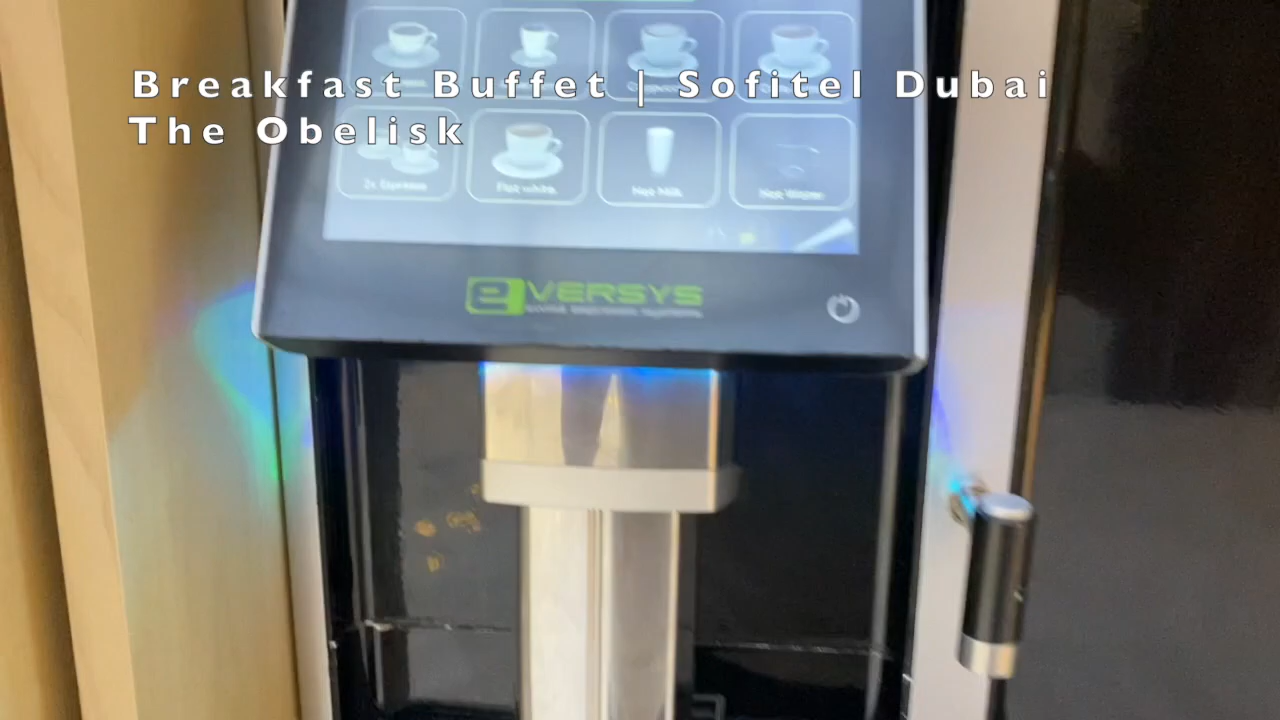 Breakfast Buffet | Sofitel Dubai
The Obelisk
2x Espresso
Flat white
Hot Milk
Hot Water
eVERSYS